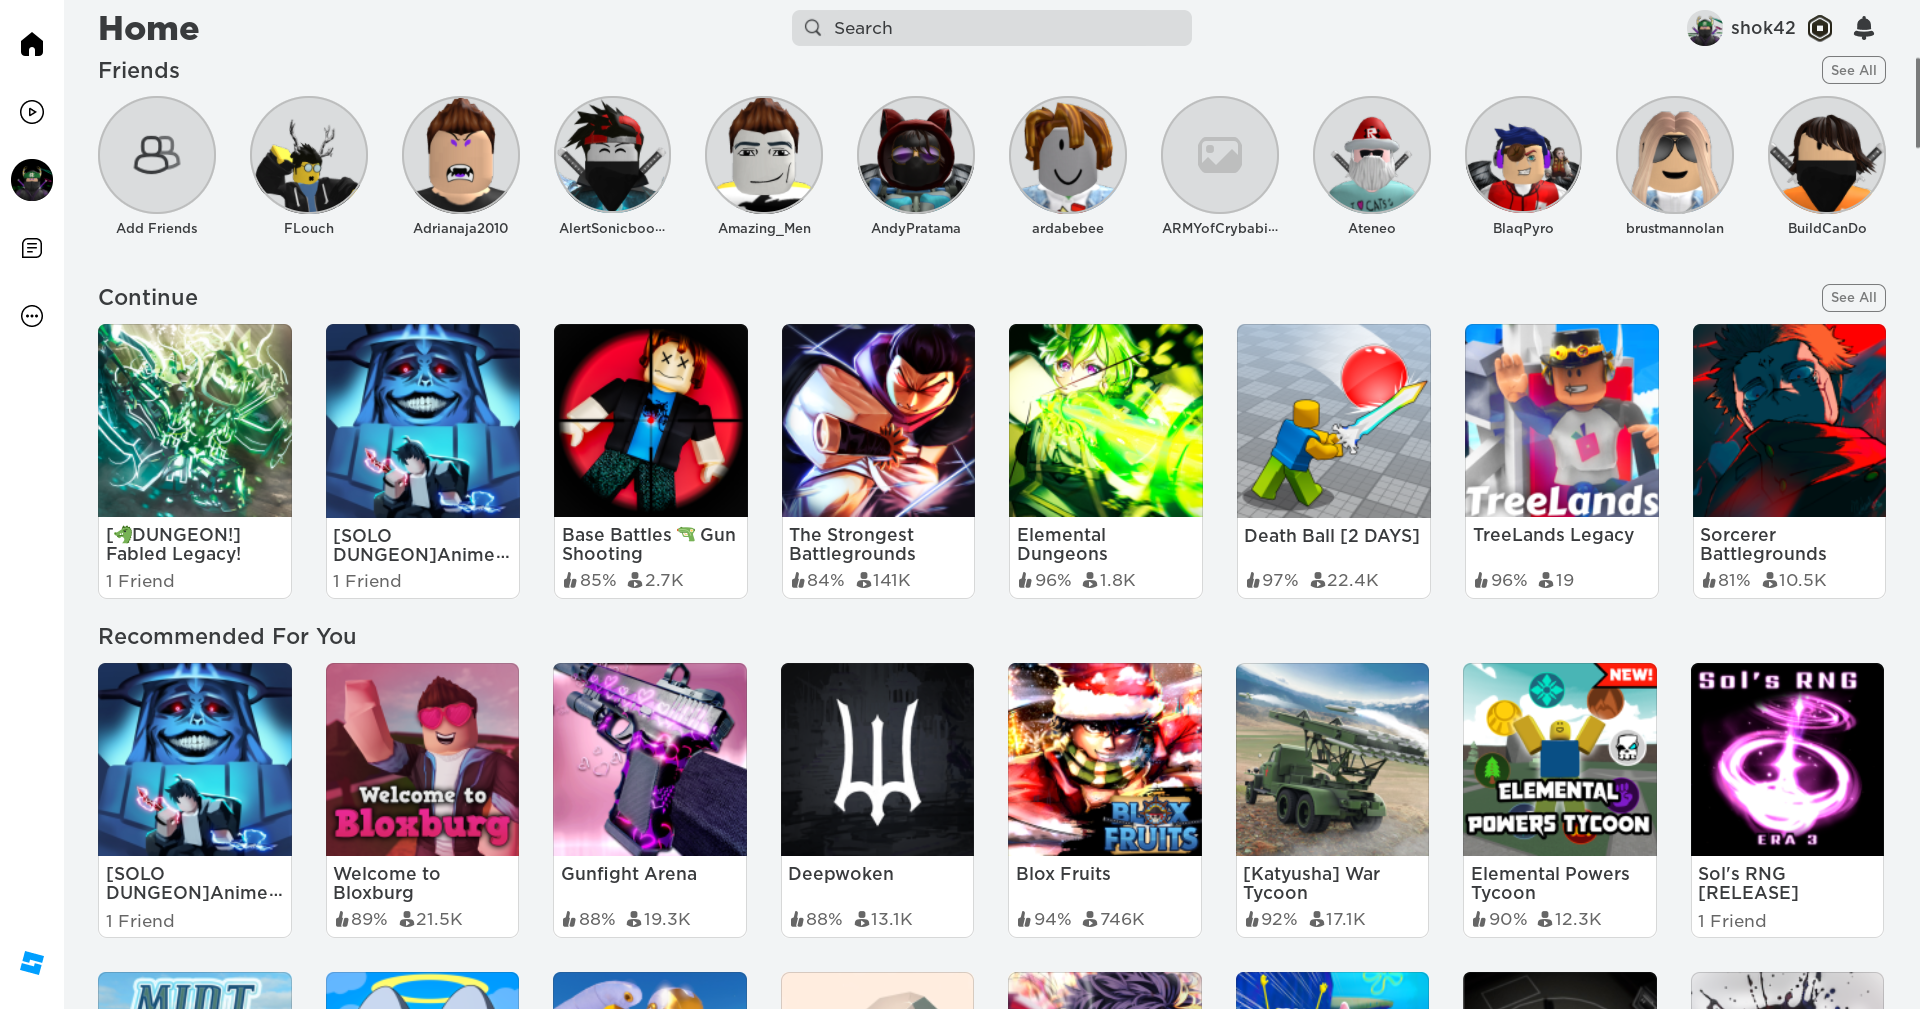 Home
Search
shok42
Friends
See All
Add Friends
FLouch
Adrianaja2010
AlertSonicboo...
Amazing_Men
AndyPratama
ardabebee
ARMYofCrybabi...
Ateneo
BlaqPyro
brustmannolan
BuildCanDo
R
I ♥ CATS
Continue
See All
TreeLands
[🐲DUNGEON!]
Fabled Legacy!
1 Friend
[SOLO
DUNGEON]Anime...
1 Friend
Base Battles 🔫 Gun
Shooting
85% 2.7K
The Strongest
Battlegrounds
84% 141K
Elemental
Dungeons
96% 1.8K
Death Ball [2 DAYS]
97% 22.4K
TreeLands Legacy
96% 19
Sorcerer
Battlegrounds
81% 10.5K
Recommended For You
Welcome to
Bloxburg
BLOX
FRUITS
NEW!
ELEMENTAL
POWERS TYCOON
Sol's RNG
ERA 3
[SOLO
DUNGEON]Anime...
1 Friend
Welcome to
Bloxburg
89% 21.5K
Gunfight Arena
88% 19.3K
Deepwoken
88% 13.1K
Blox Fruits
94% 746K
[Katyusha] War
Tycoon
92% 17.1K
Elemental Powers
Tycoon
90% 12.3K
Sol's RNG
[RELEASE]
1 Friend
MINT